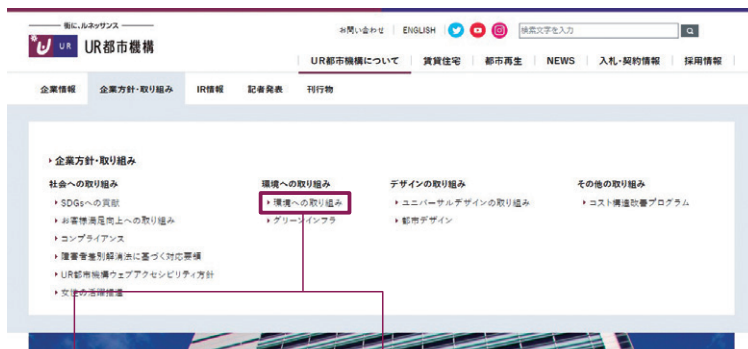 街に、ルネッサンス
UR UR都市機構
お問い合わせ ENGLISH 検索文字を入力
UR都市機構について 賃貸住宅 都市再生 NEWS 入札・契約情報 採用情報
企業情報 企業方針・取り組み IR情報 記者発表 刊行物
企業方針・取り組み
社会への取り組み 環境への取り組み デザインの取り組み その他の取り組み
SDGsへの貢献 環境への取り組み ユニバーサルデザインの取り組み コスト構造改善プログラム
お客様満足向上への取り組み グリーンインフラ 都市デザイン
コンプライアンス
障害者差別解消法に基づく対応要領
UR都市機構ウェブアクセシビリティ方針
女性の活躍推進